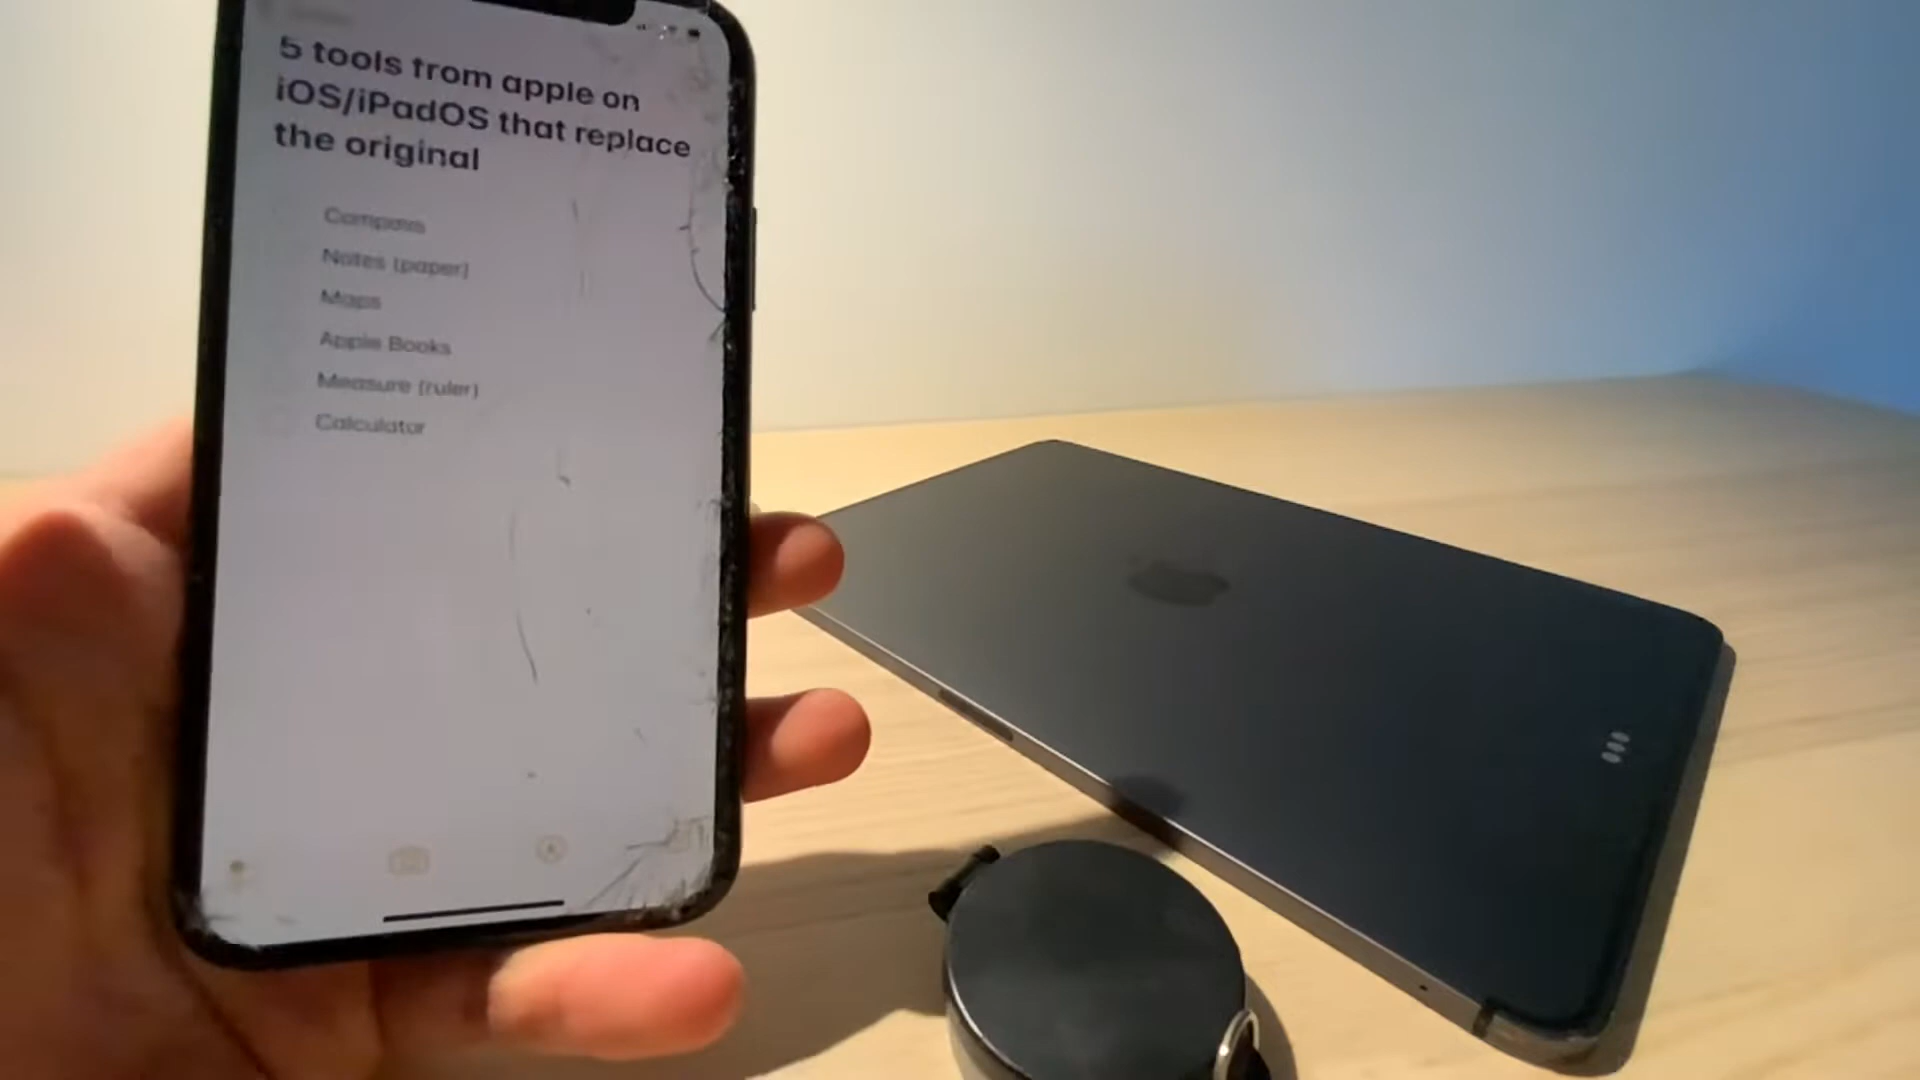 5 tools from apple on
iOS/iPadOS that replace
the original
Compass
Notes (paper)
Maps
Apple Books
Measure (ruler)
Calculator